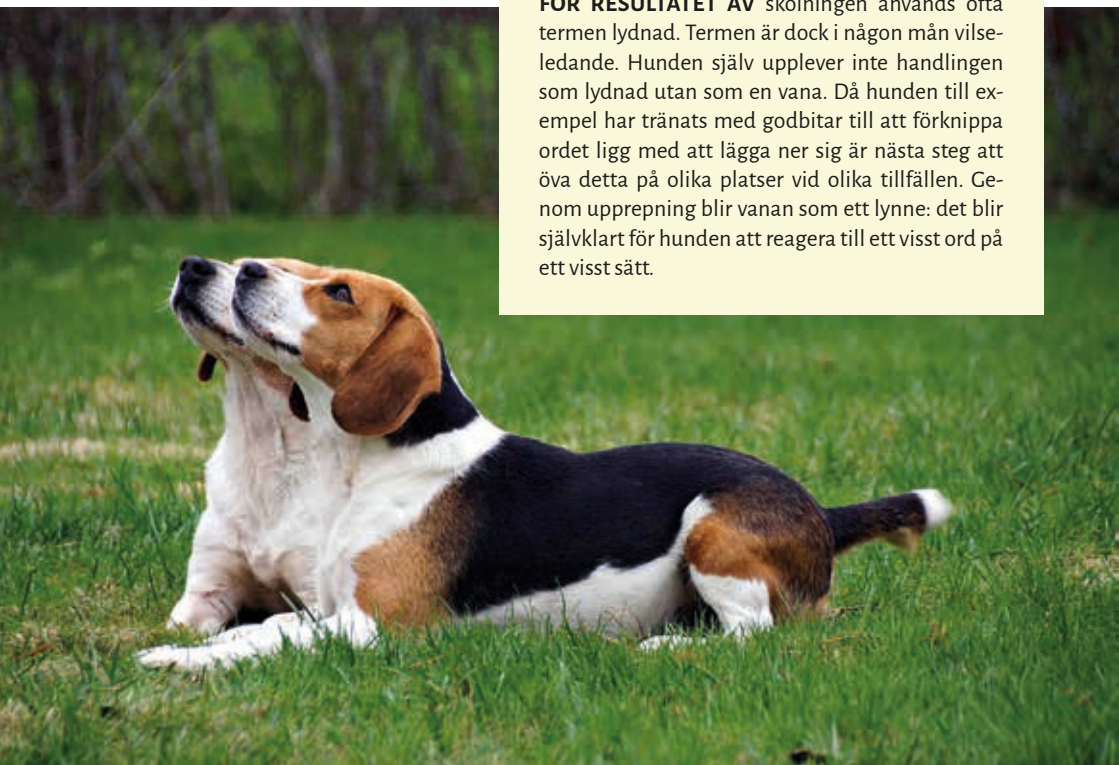 FÖR RESULTATET AV skolningen används ofta
termen lydnad. Termen är dock i någon mån vilse-
ledande. Hunden själv upplever inte handlingen
som lydnad utan som en vana. Då hunden till ex-
empel har tränats med godbitar till att förknippa
ordet ligg med att lägga ner sig är nästa steg att
öva detta på olika platser vid olika tillfällen. Ge-
nom upprepning blir vanan som ett lynne: det blir
självklart för hunden att reagera till ett visst ord på
ett visst sätt.